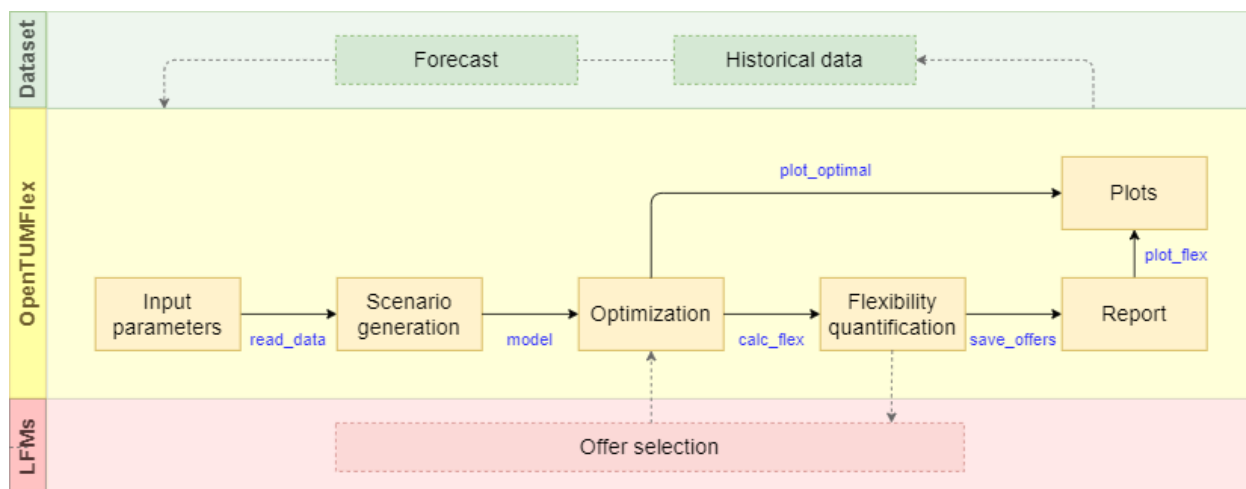 Dataset
Forecast
Historical data
OpenTUMFlex
plot_optimal
Plots
plot_flex
Input
parameters
read_data
Scenario
generation
model
Optimization
calc_flex
Flexibility
quantification
save_offers
Report
LFMs
Offer selection